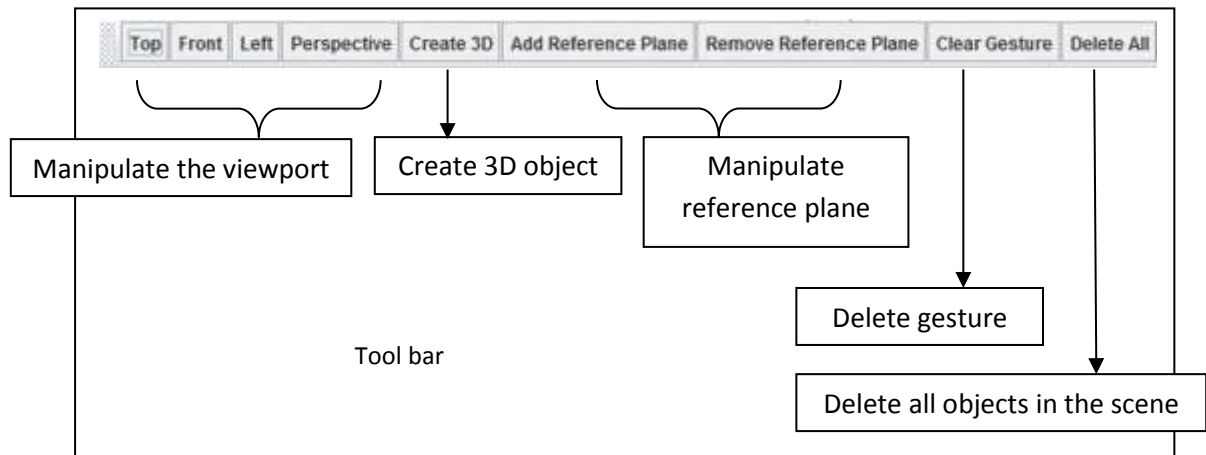 Top Front Left Perspective Create 3D Add Reference Plane Remove Reference Plane Clear Gesture Delete All
Manipulate the viewport
Create 3D object
Manipulate
reference plane
Delete gesture
Tool bar
Delete all objects in the scene